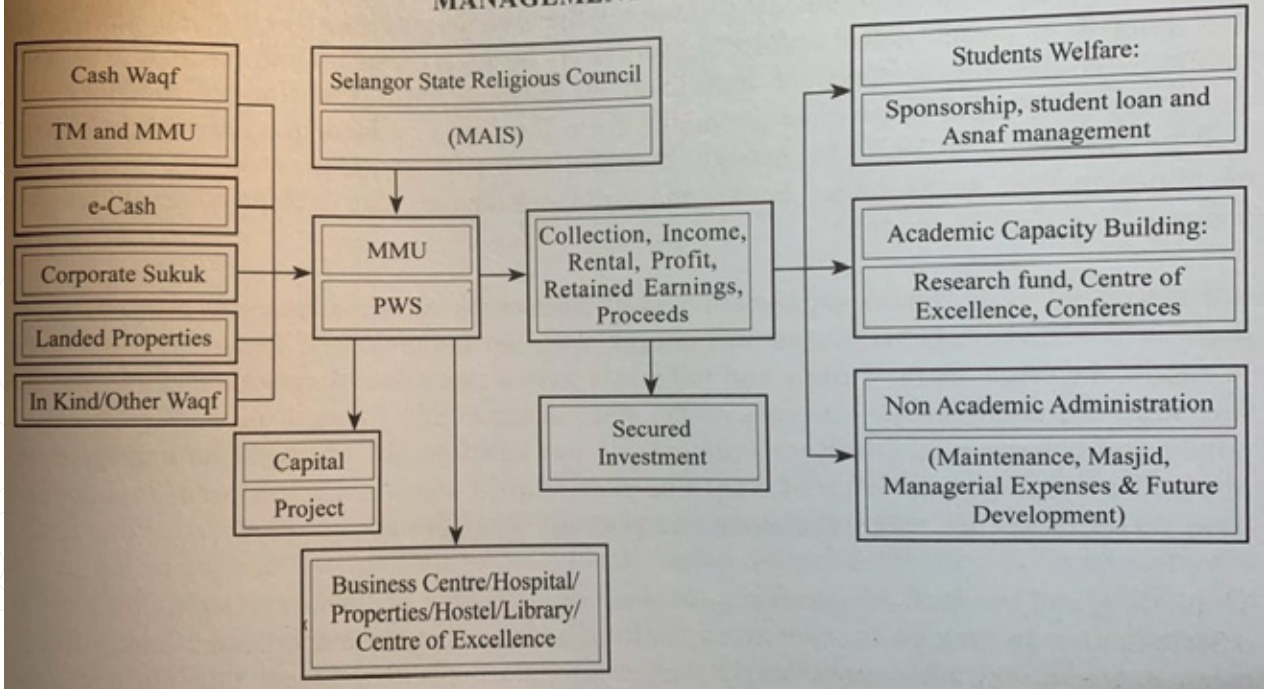 MANAGEMEN
Cash Waqf
TM and MMU
e-Cash
Corporate Sukuk
Landed Properties
In Kind/Other Waqf
Selangor State Religious Council
(MAIS)
MMU
PWS
Capital
Project
Business Centre/Hospital/
Properties/Hostel/Library/
Centre of Excellence
Collection, Income,
Rental, Profit,
Retained Earnings,
Proceeds
Secured
Investment
Students Welfare:
Sponsorship, student loan and
Asnaf management
Academic Capacity Building:
Research fund, Centre of
Excellence, Conferences
Non Academic Administration
(Maintenance, Masjid,
Managerial Expenses & Future
Development)